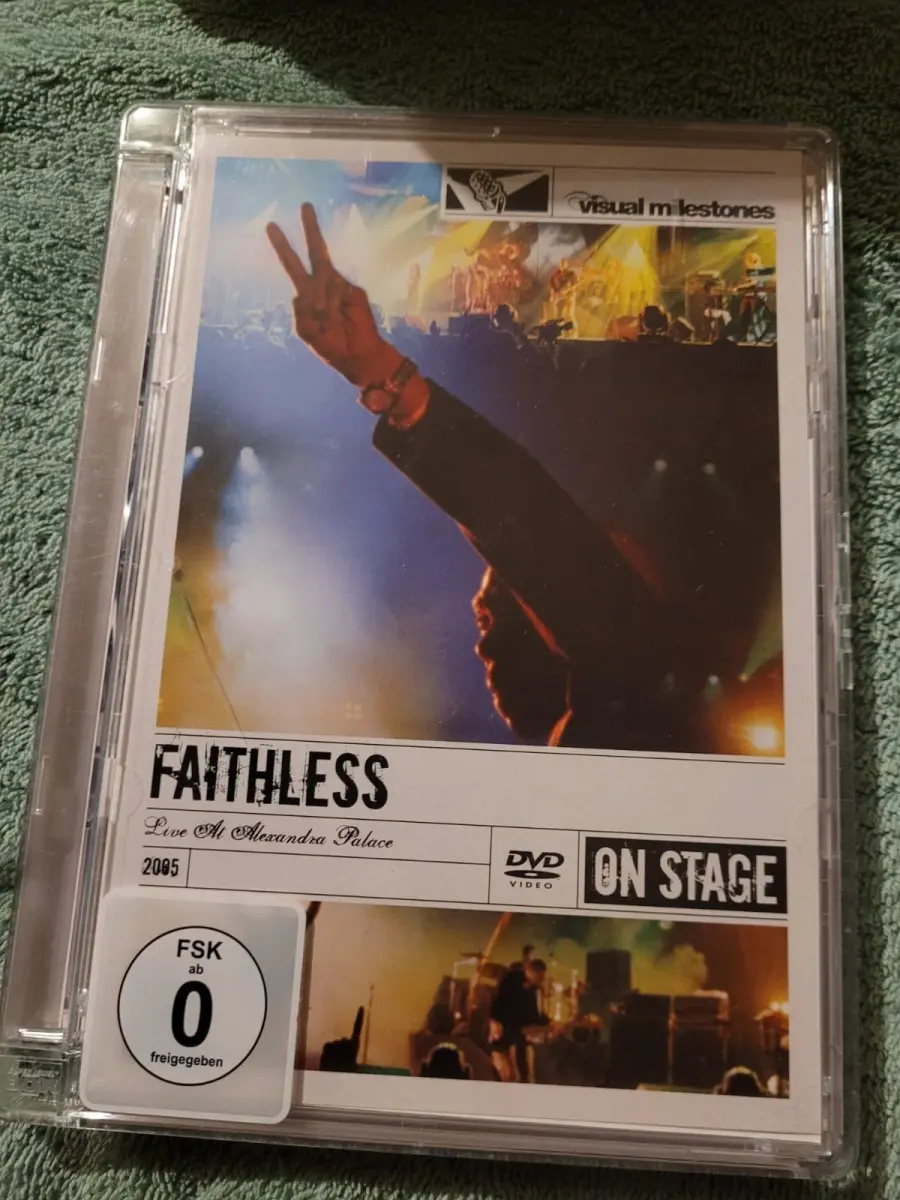 visual milestones
FAITHLESS
Live At Alexandra Palace
2005
DVD
VIDEO
ON STAGE
FSK
ab
0
freigegeben